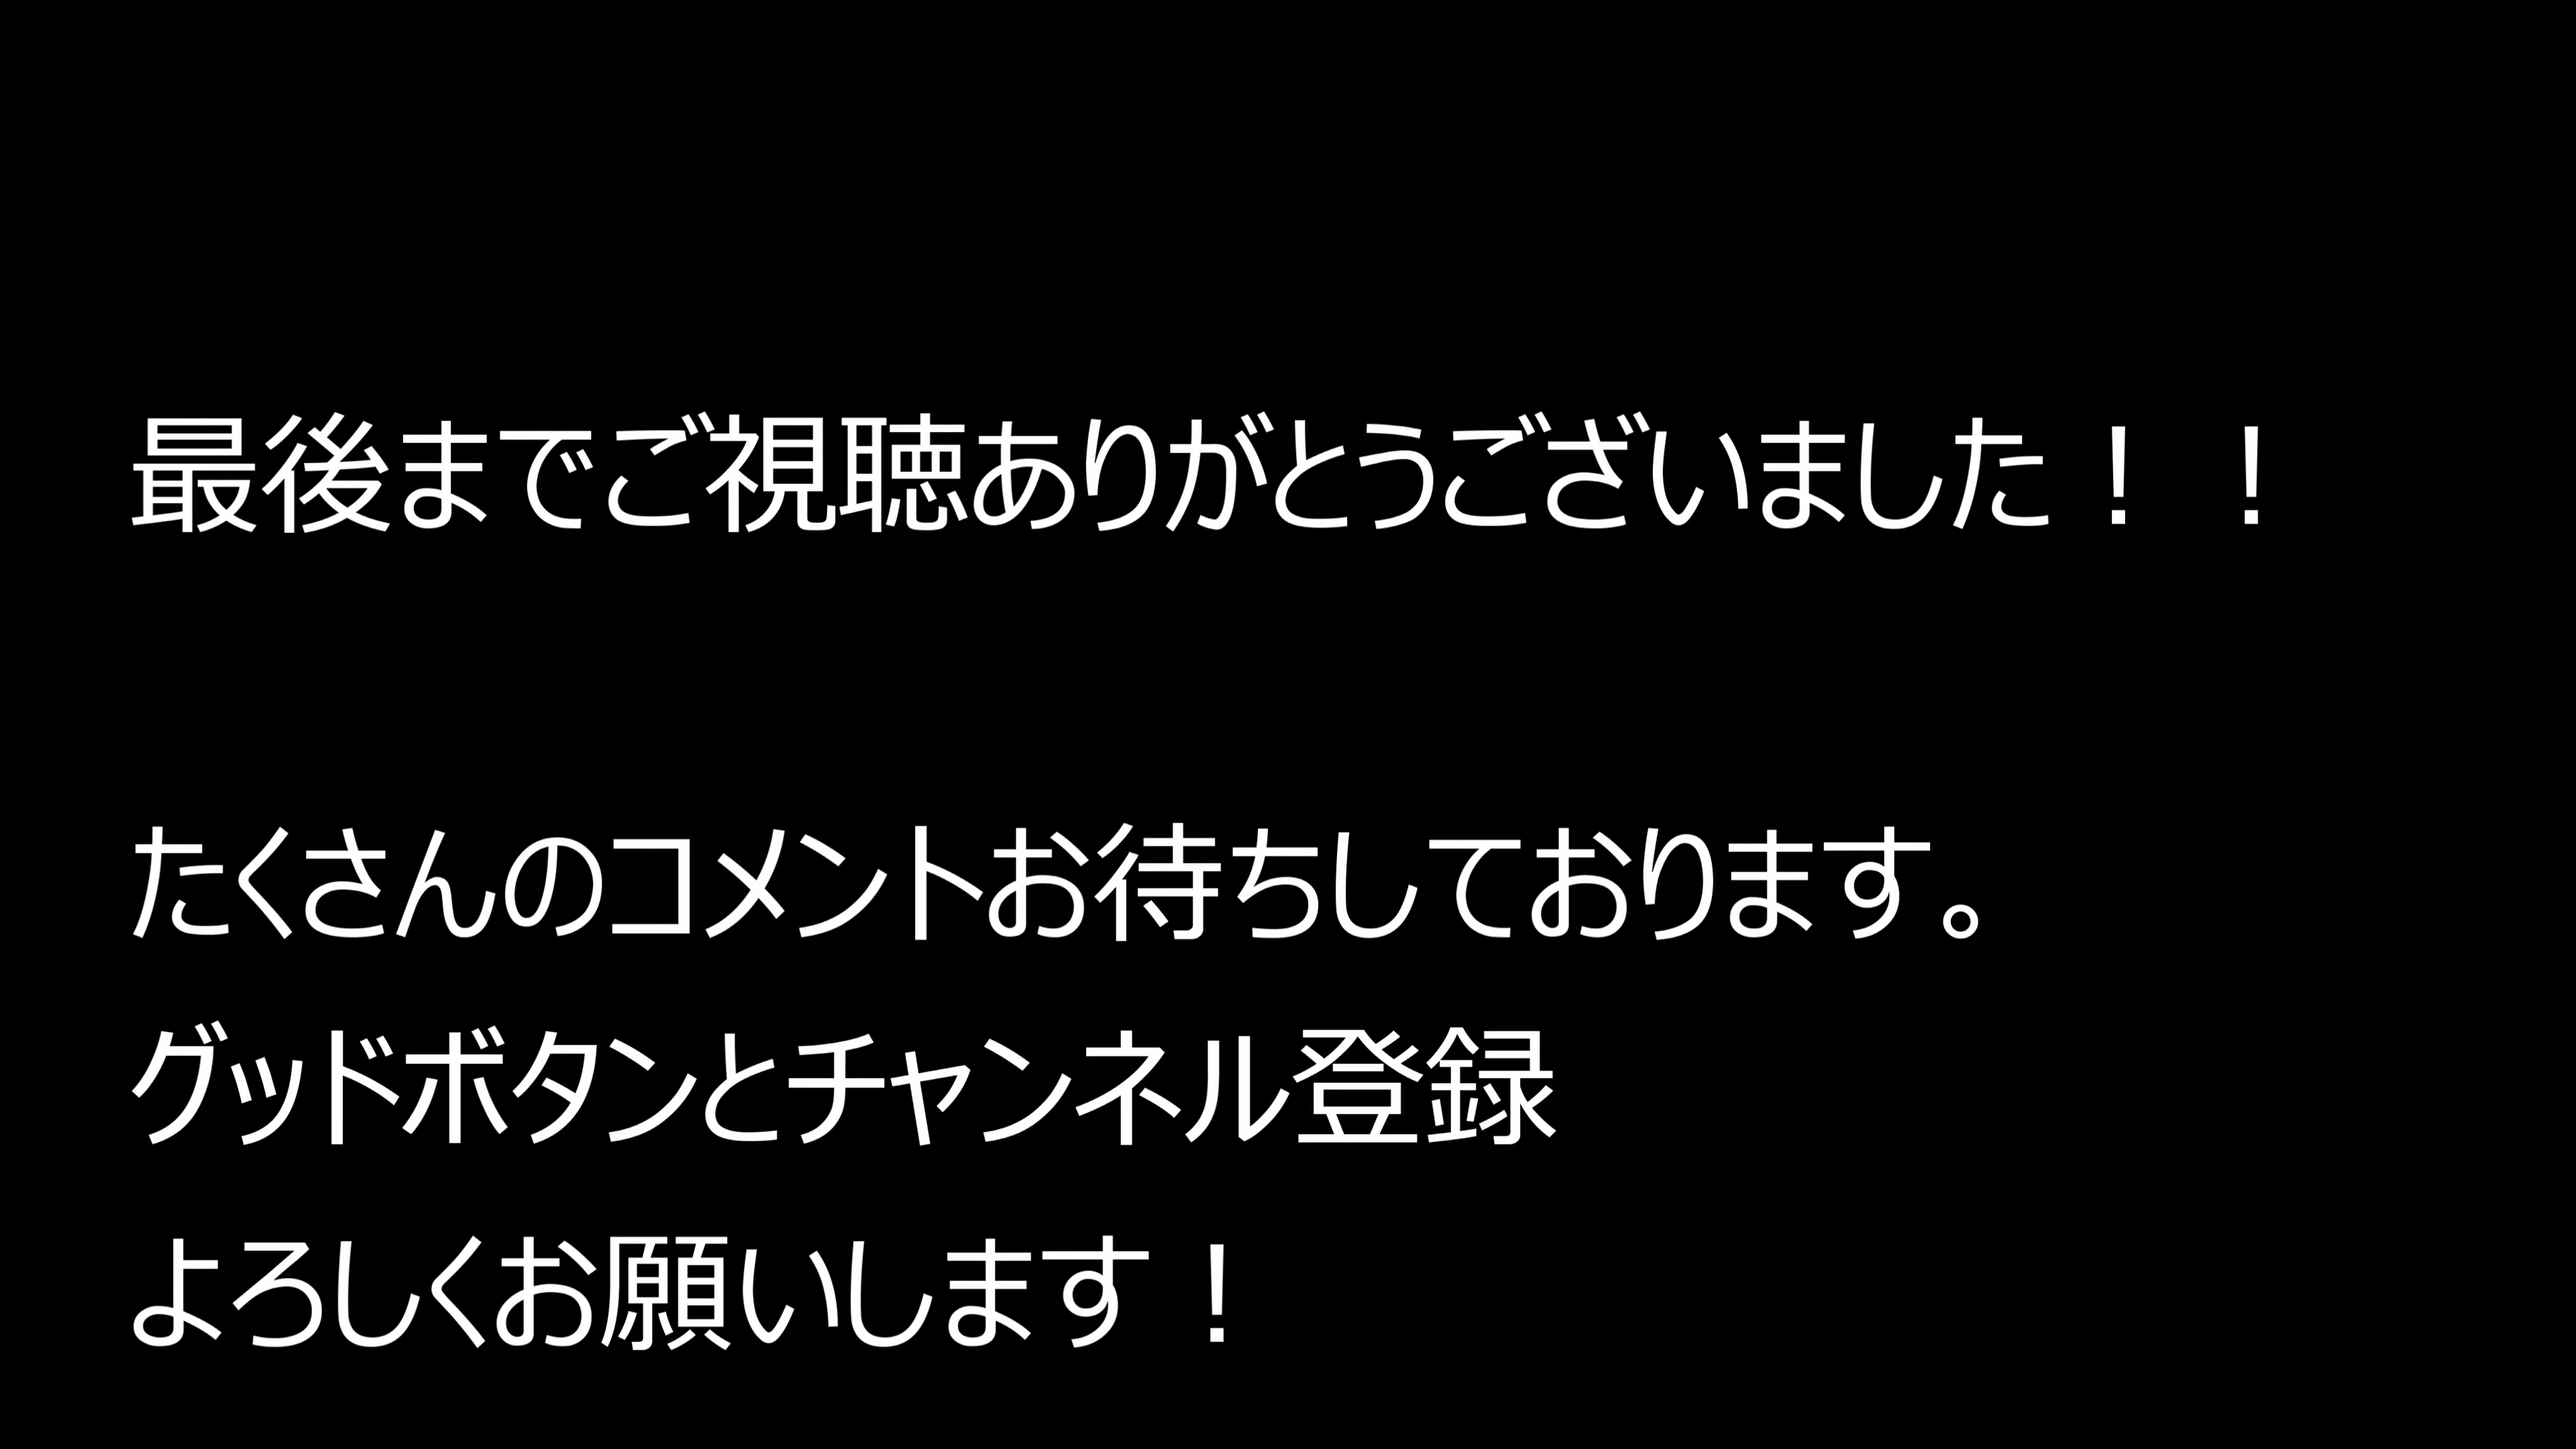 最後までご視聴ありがとうございました！！
たくさんのコメントお待ちしております。
グッドボタンとチャンネル登録
よろしくお願いします！